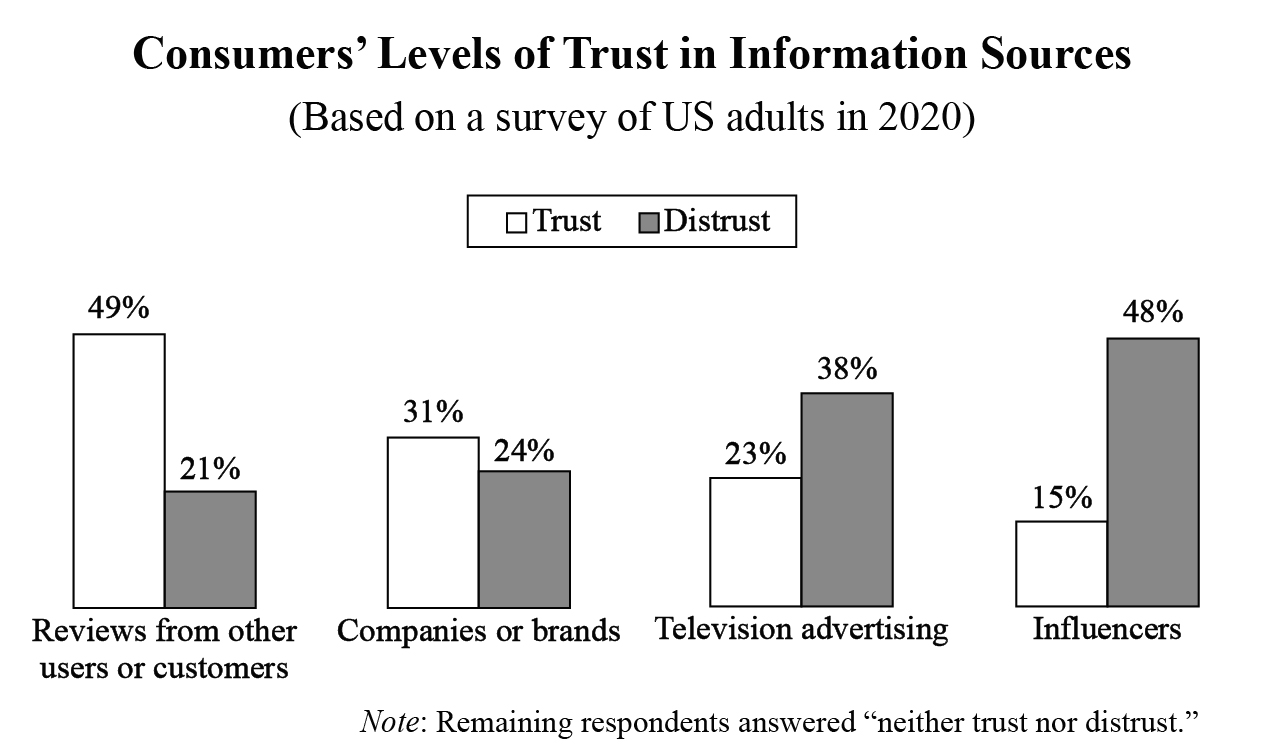 Consumers’ Levels of Trust in Information Sources
(Based on a survey of US adults in 2020)
Trust Distrust
49%
21%
31%
24%
23%
38%
15%
48%
Reviews from other
users or customers
Companies or brands
Television advertising
Influencers
Note: Remaining respondents answered “neither trust nor distrust.”